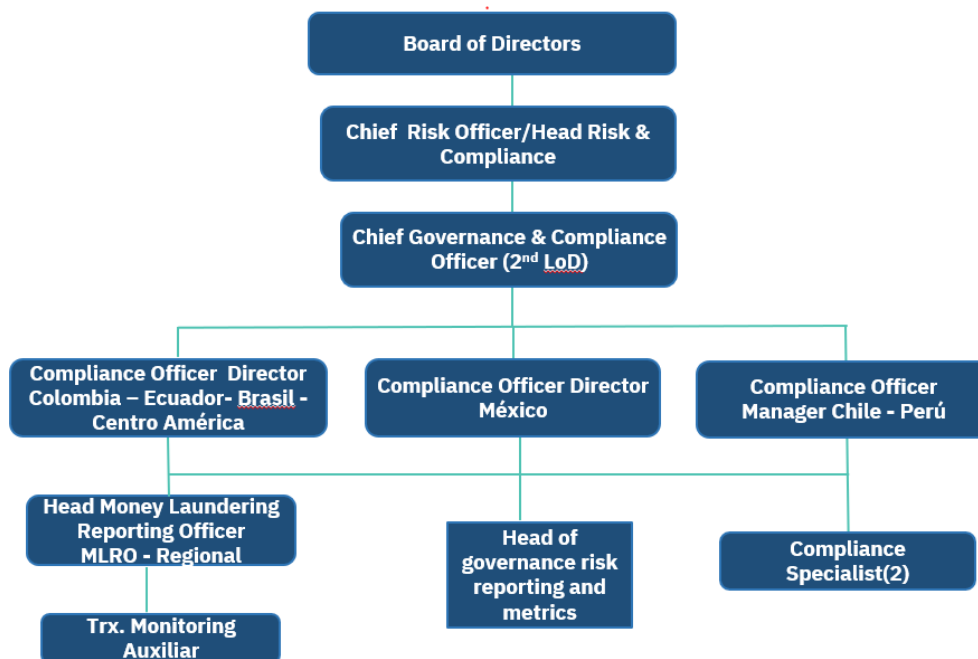 Board of Directors
Chief Risk Officer/Head Risk &
Compliance
Chief Governance & Compliance
Officer (2nd LoD)
Compliance Officer Director
Colombia – Ecuador- Brasil -
Centro América
Compliance Officer Director
México
Compliance Officer
Manager Chile - Perú
Head Money Laundering
Reporting Officer
MLRO - Regional
Head of
governance risk
reporting and
metrics
Compliance
Specialist(2)
Trx. Monitoring
Auxiliar